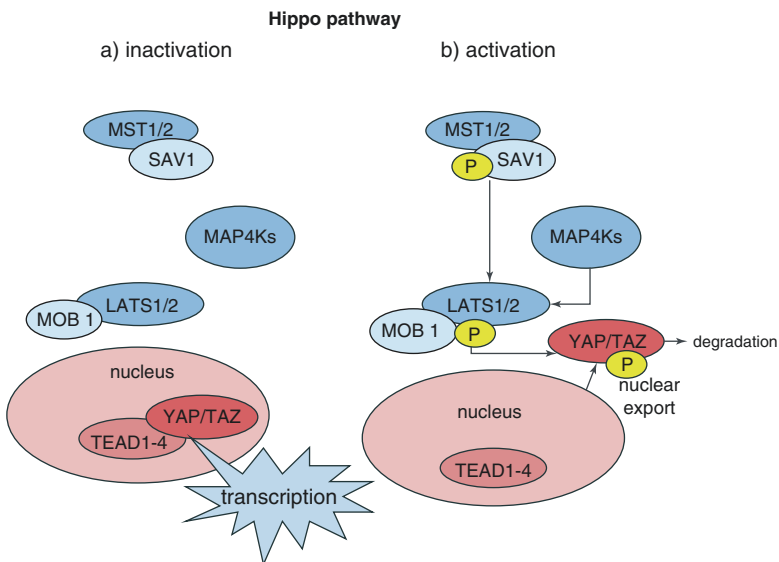 Hippo pathway
a) inactivation
MST1/2
SAV1
MAP4Ks
LATS1/2
MOB 1
nucleus
YAP/TAZ
TEAD1-4
transcription
b) activation
MST1/2
P
SAV1
MAP4Ks
LATS1/2
MOB 1
P
YAP/TAZ
degradation
P
nuclear
export
nucleus
TEAD1-4